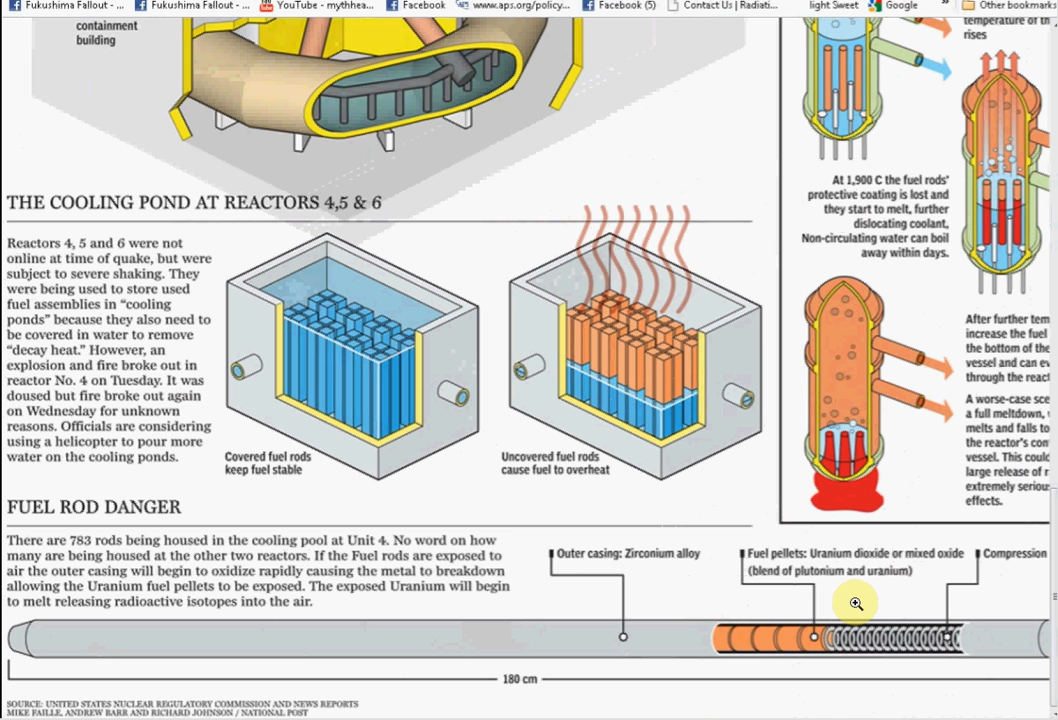 Fukushima Fallout - ...
Fukushima Fallout - ...
YouTube - mythhea...
Facebook
www.aps.org/policy...
Facebook (5)
Contact Us | Radiati...
light Sweet
Google
»
Other bookmarks
containment
building
temperature of th
rises
At 1,900 C the fuel rods'
protective coating is lost and
they start to melt, further
dislocating coolant,
Non-circulating water can boil
away within days.
THE COOLING POND AT REACTORS 4,5 & 6
Reactors 4, 5 and 6 were not
online at time of quake, but were
subject to severe shaking. They
were being used to store used
fuel assemblies in “cooling
ponds” because they also need to
be covered in water to remove
“decay heat.” However, an
explosion and fire broke out in
reactor No. 4 on Tuesday. It was
doused but fire broke out again
on Wednesday for unknown
reasons. Officials are considering
using a helicopter to pour more
water on the cooling ponds.
Covered fuel rods
keep fuel stable
Uncovered fuel rods
cause fuel to overheat
After further tem
increase the fuel
the bottom of the
vessel and can ev
through the react
A worse-case sce
a full meltdown,
melts and falls to
the reactor's con
vessel. This could
large release of r
extremely serious
effects.
FUEL ROD DANGER
There are 783 rods being housed in the cooling pool at Unit 4. No word on how
many are being housed at the other two reactors. If the Fuel rods are exposed to
air the outer casing will begin to oxidize rapidly causing the metal to breakdown
allowing the Uranium fuel pellets to be exposed. The exposed Uranium will begin
to melt releasing radioactive isotopes into the air.
Outer casing: Zirconium alloy
Fuel pellets: Uranium dioxide or mixed oxide
(blend of plutonium and uranium)
Compression
180 cm
SOURCE: UNITED STATES NUCLEAR REGULATORY COMMISSION AND NEWS REPORTS
MIKE FAILLE, ANDREW BARR AND RICHARD JOHNSON / NATIONAL POST